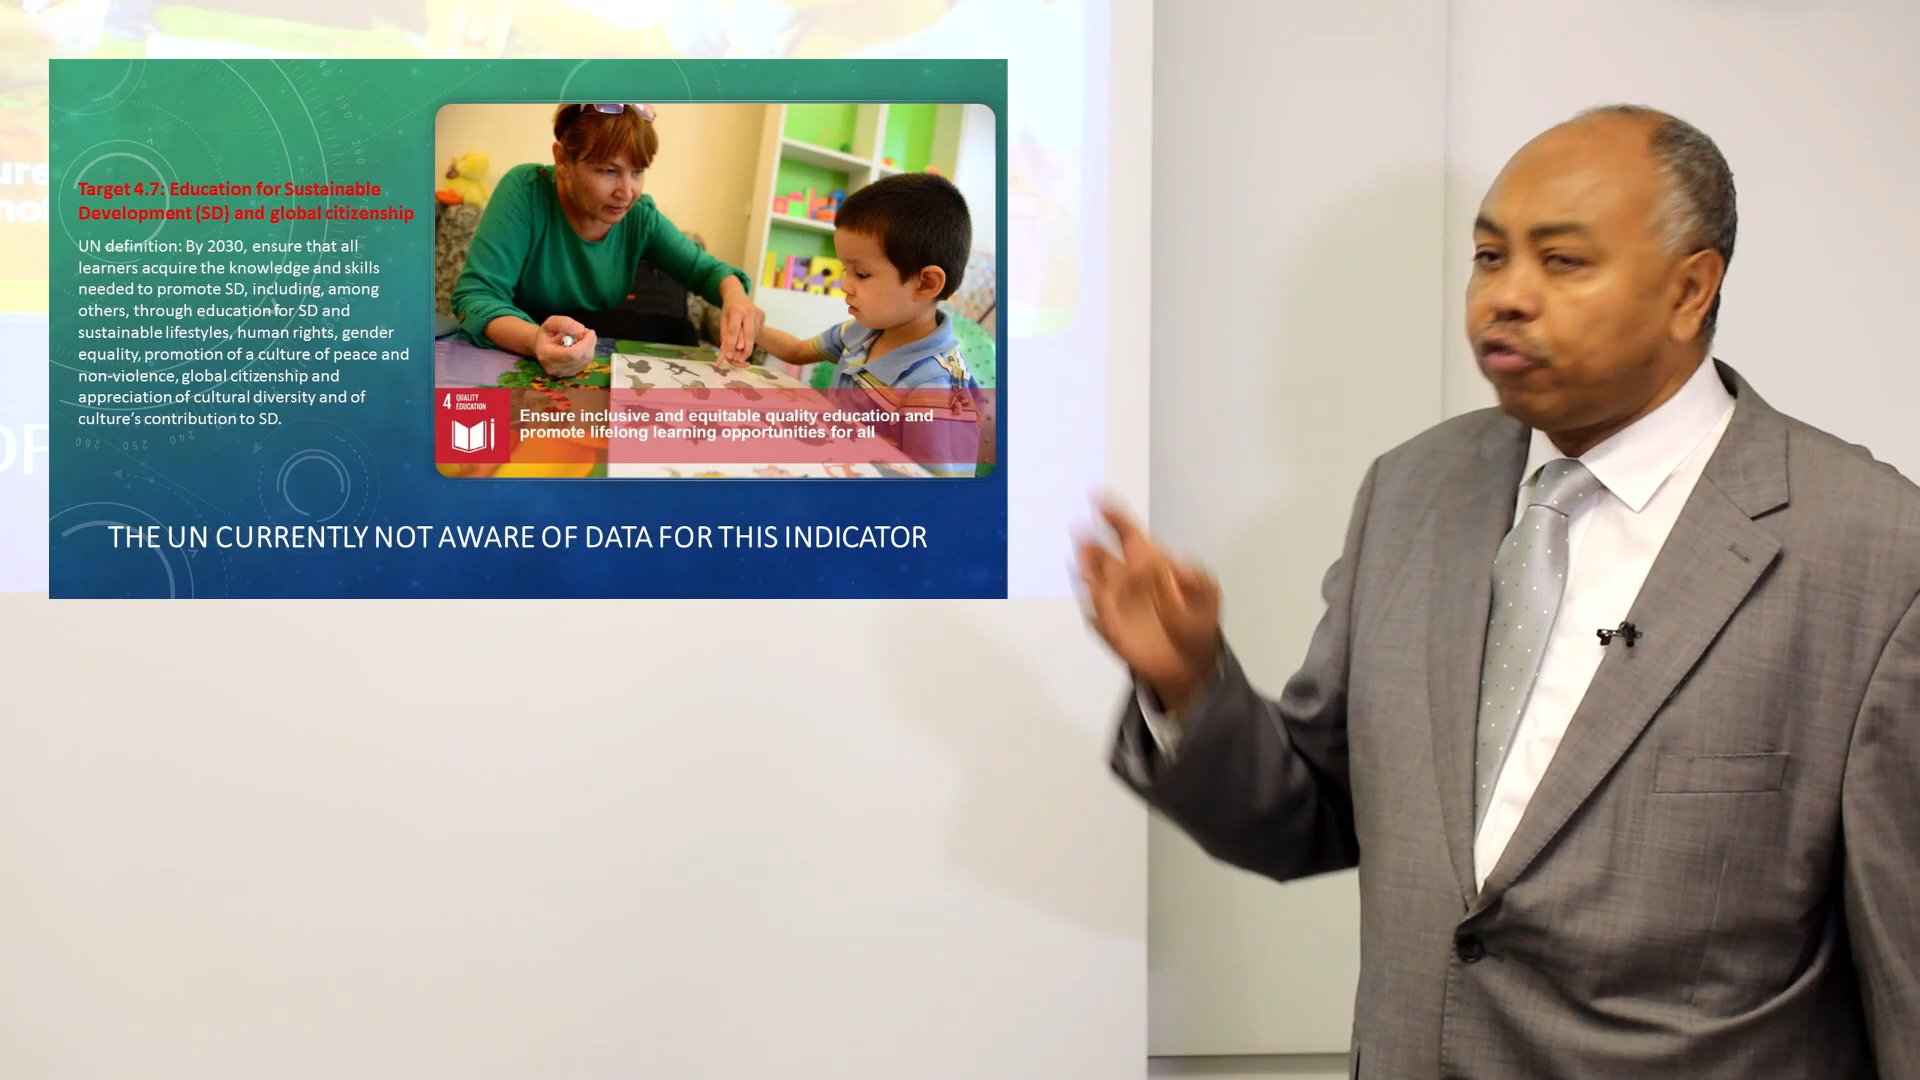 Target 4.7: Education for Sustainable
Development (SD) and global citizenship
UN definition: By 2030, ensure that all
learners acquire the knowledge and skills
needed to promote SD, including, among
others, through education for SD and
sustainable lifestyles, human rights, gender
equality, promotion of a culture of peace and
non-violence, global citizenship and
appreciation of cultural diversity and of
culture's contribution to SD.
4 QUALITY
EDUCATION
Ensure inclusive and equitable quality education and
promote lifelong learning opportunities for all
THE UN CURRENTLY NOT AWARE OF DATA FOR THIS INDICATOR